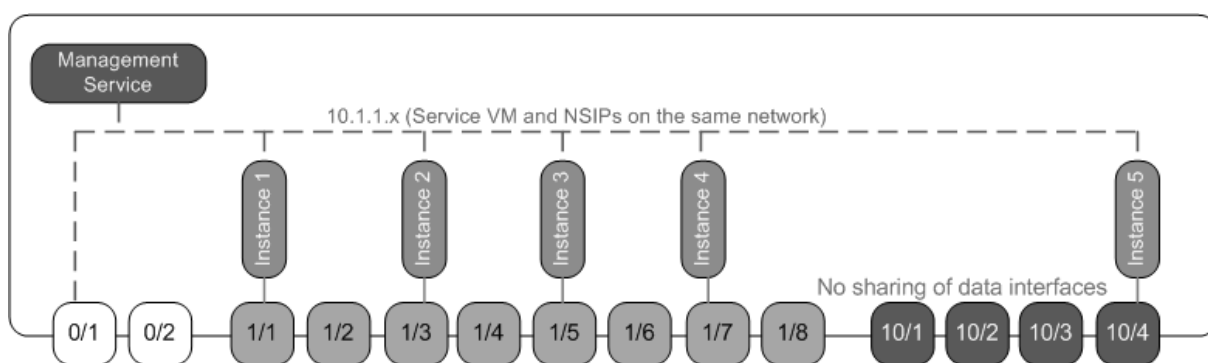 Management
Service
10.1.1.x (Service VM and NSIPs on the same network)
Instance 1
Instance 2
Instance 3
Instance 4
Instance 5
No sharing of data interfaces
0/1
0/2
1/1
1/2
1/3
1/4
1/5
1/6
1/7
1/8
10/1
10/2
10/3
10/4